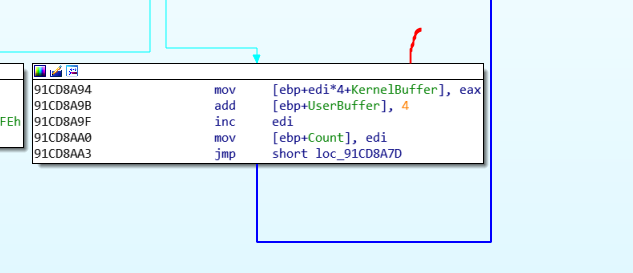 FEh
91CD8A94 mov [ebp+edi*4+KernelBuffer], eax
91CD8A9B add [ebp+UserBuffer], 4
91CD8A9F inc edi
91CD8AA0 mov [ebp+Count], edi
91CD8AA3 jmp short loc_91CD8A7D